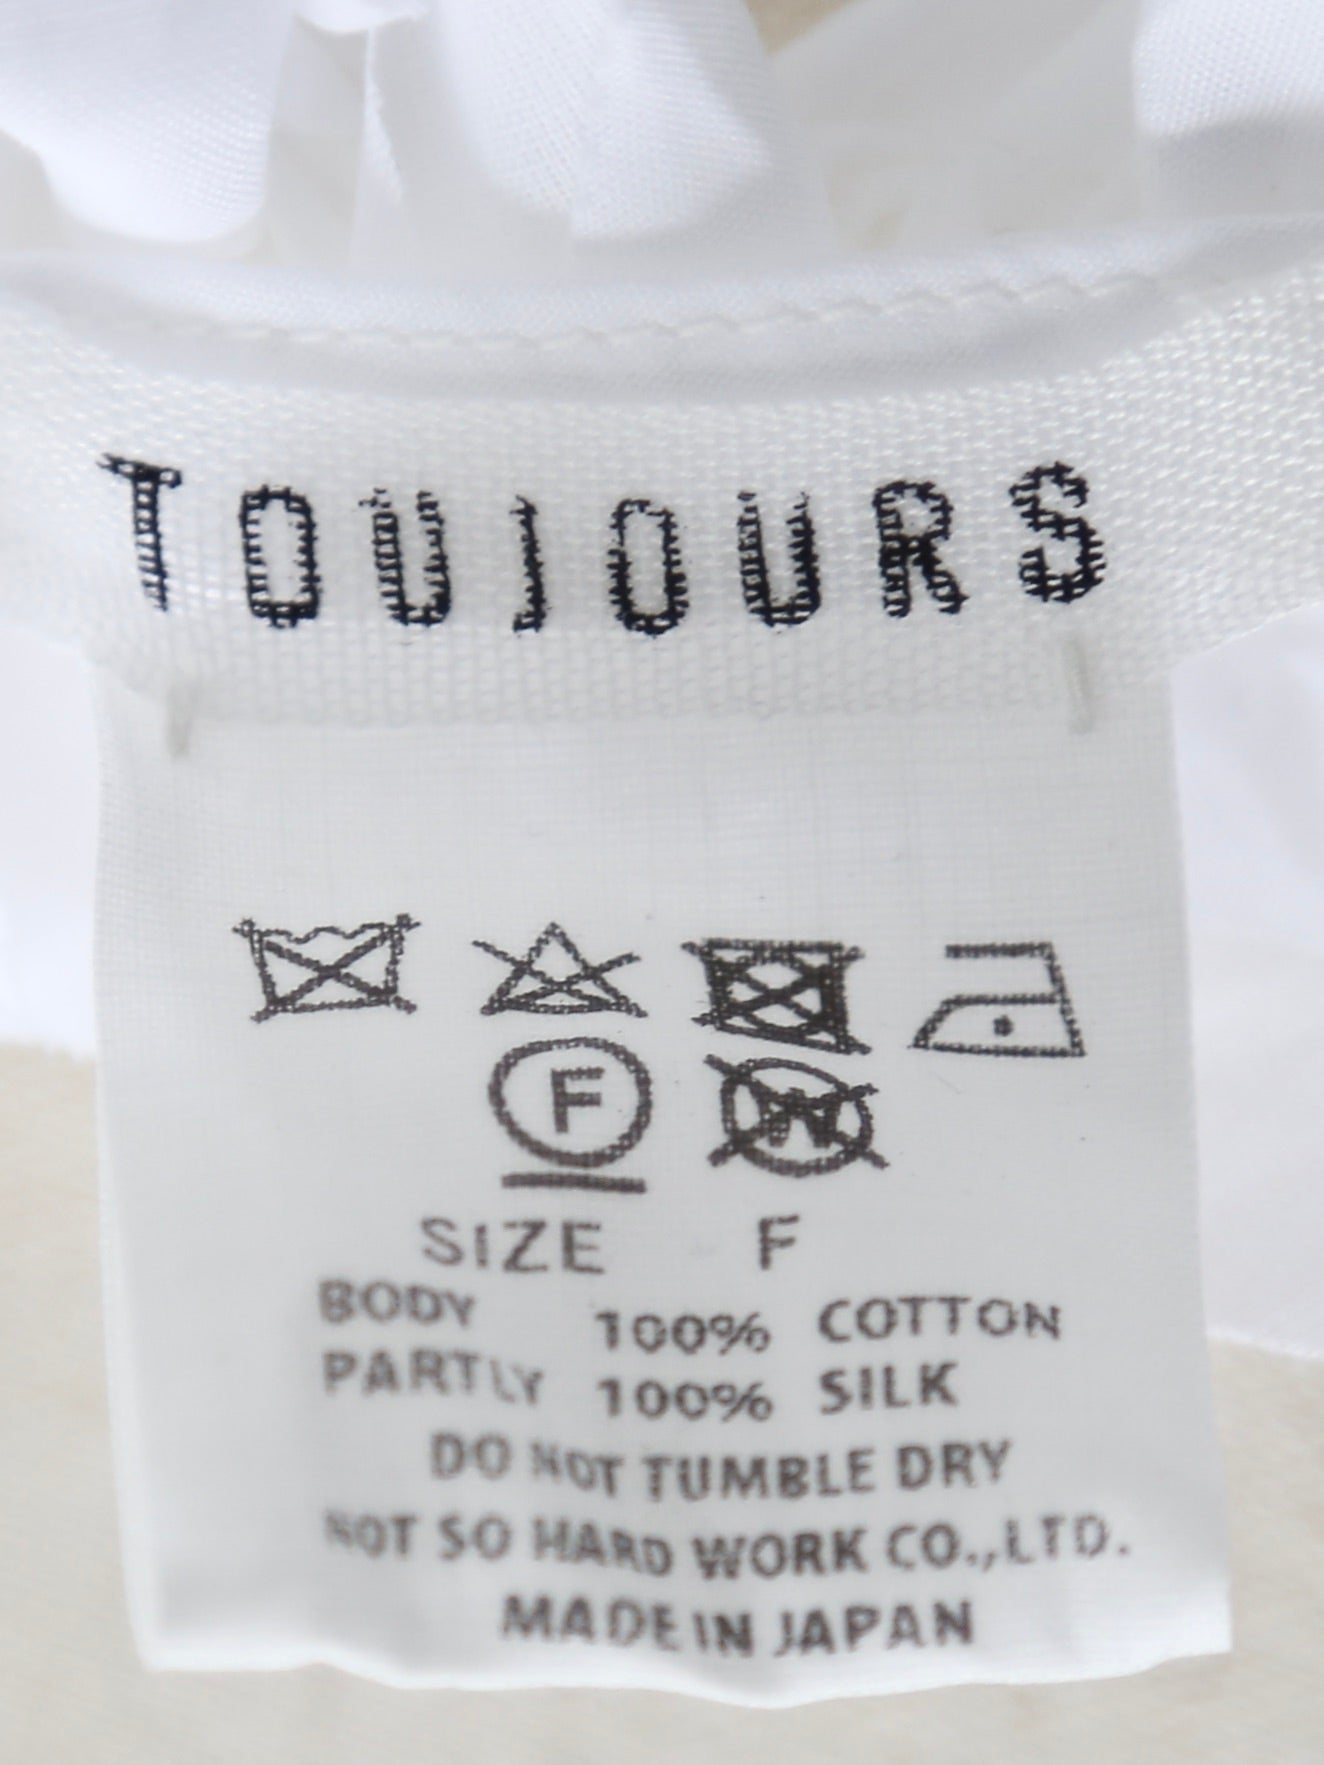 TOUJOURS
F W
SIZE F
BODY 100% COTTON
PARTLY 100% SILK
DO NOT TUMBLE DRY
NOT SO HARD WORK CO.,LTD.
MADE IN JAPAN